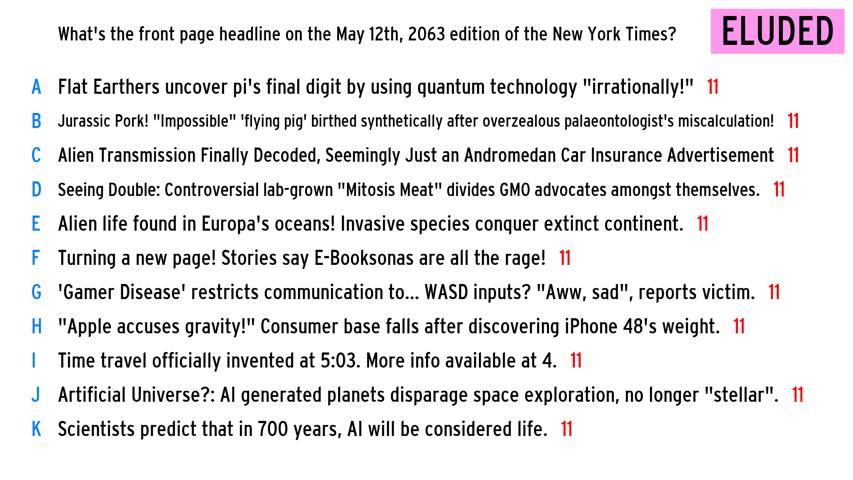 What's the front page headline on the May 12th, 2063 edition of the New York Times? ELUDED
A Flat Earthers uncover pi's final digit by using quantum technology "irrationally!" 11
B Jurassic Pork! "Impossible" 'flying pig' birthed synthetically after overzealous palaeontologist's miscalculation! 11
C Alien Transmission Finally Decoded, Seemingly Just an Andromedan Car Insurance Advertisement 11
D Seeing Double: Controversial lab-grown "Mitosis Meat" divides GMO advocates amongst themselves. 11
E Alien life found in Europa's oceans! Invasive species conquer extinct continent. 11
F Turning a new page! Stories say E-Booksonas are all the rage! 11
G 'Gamer Disease' restricts communication to... WASD inputs? "Aww, sad", reports victim. 11
H "Apple accuses gravity!" Consumer base falls after discovering iPhone 48's weight. 11
I Time travel officially invented at 5:03. More info available at 4. 11
J Artificial Universe?: AI generated planets disparage space exploration, no longer "stellar". 11
K Scientists predict that in 700 years, AI will be considered life. 11